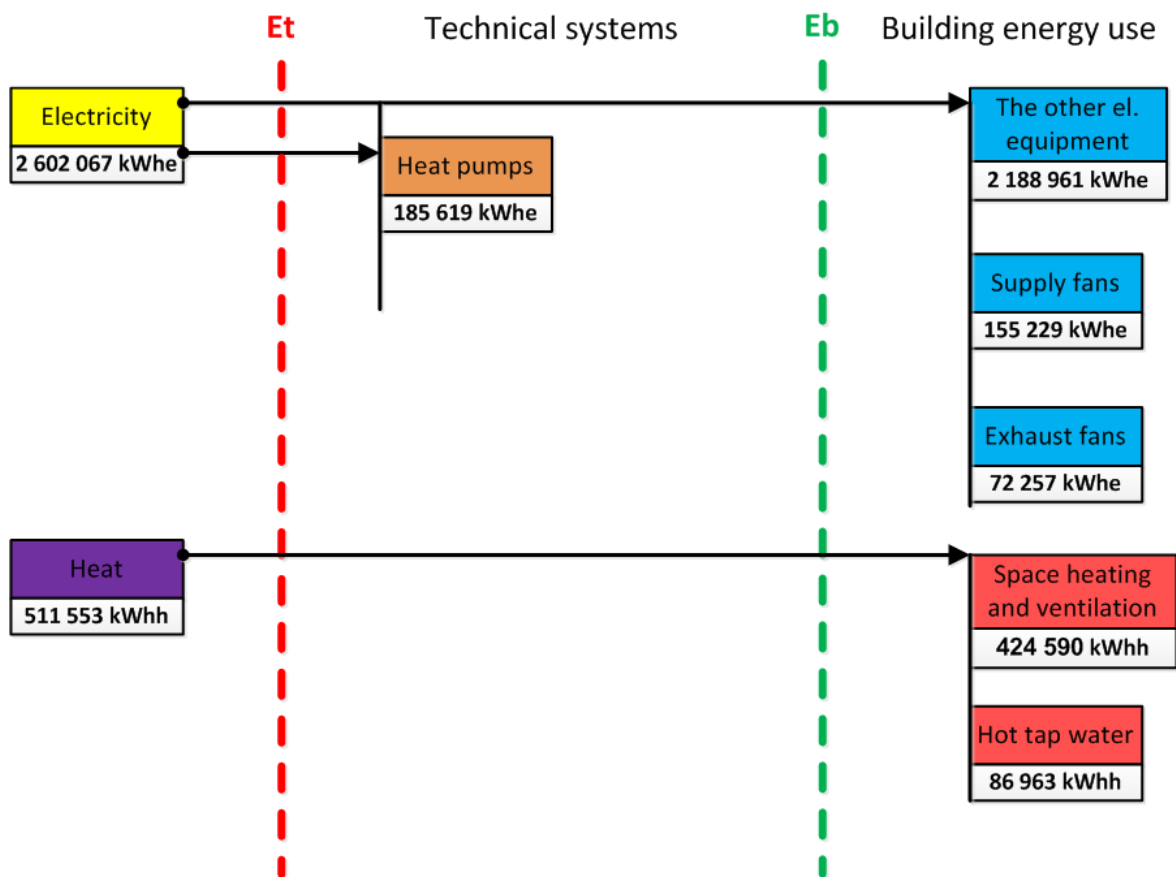 Et
Technical systems
Eb
Building energy use
Electricity
2 602 067 kWhe
Heat pumps
185 619 kWhe
The other el.
equipment
2 188 961 kWhe
Supply fans
155 229 kWhe
Exhaust fans
72 257 kWhe
Heat
511 553 kWhh
Space heating
and ventilation
424 590 kWhh
Hot tap water
86 963 kWhh